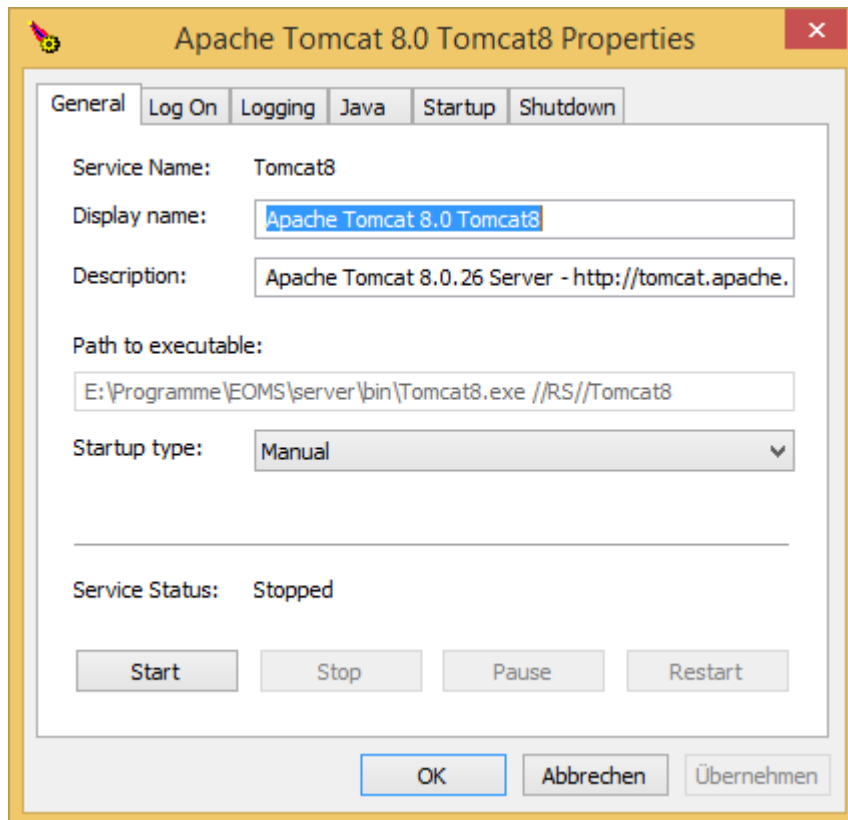 Apache Tomcat 8.0 Tomcat8 Properties
General Log On Logging Java Startup Shutdown
Service Name: Tomcat8
Display name: Apache Tomcat 8.0 Tomcat8
Description: Apache Tomcat 8.0.26 Server - http://tomcat.apache.
Path to executable:
E:\Programme\EOMS\server\bin\Tomcat8.exe //RS//Tomcat8
Startup type: Manual
Service Status: Stopped
Start Stop Pause Restart
OK Abbrechen Übernehmen